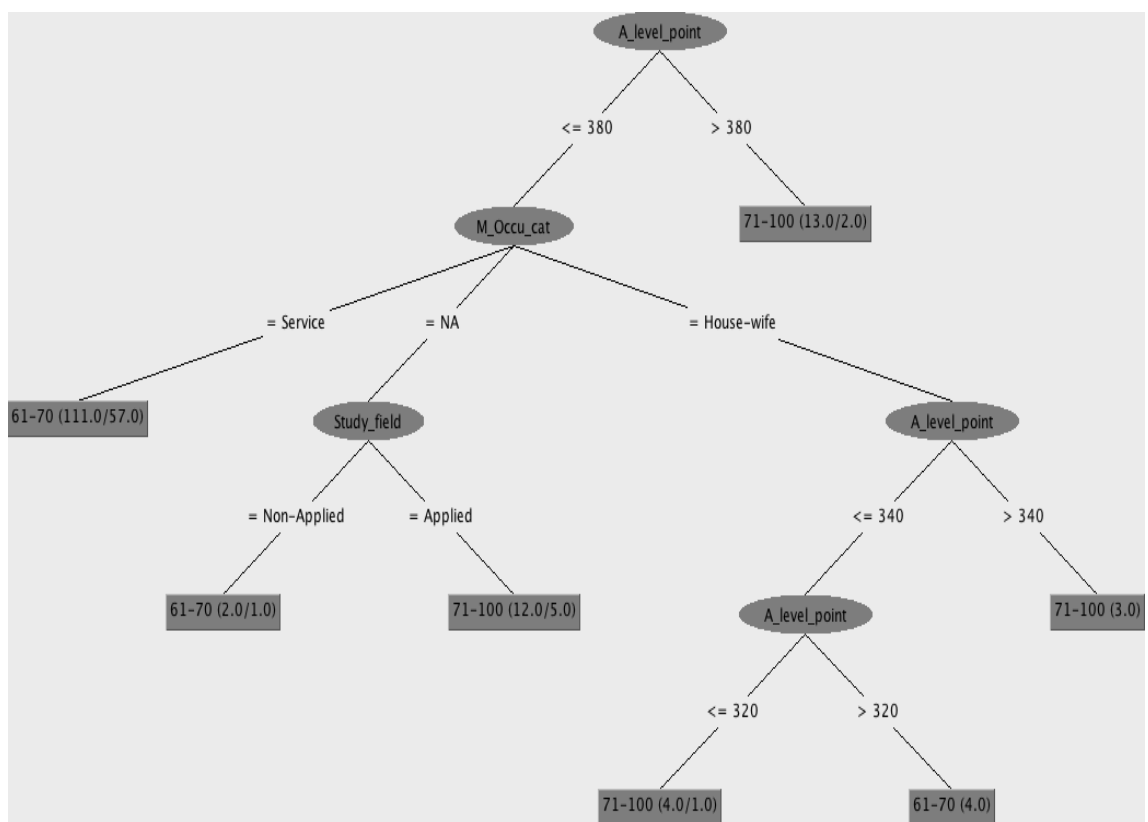 A_level_point
<= 380
> 380
M_Occu_cat
71-100 (13.0/2.0)
= Service
= NA
= House-wife
61-70 (111.0/57.0)
Study_field
A_level_point
= Non-Applied
= Applied
<= 340
> 340
61-70 (2.0/1.0)
71-100 (12.0/5.0)
A_level_point
71-100 (3.0)
<= 320
> 320
71-100 (4.0/1.0)
61-70 (4.0)